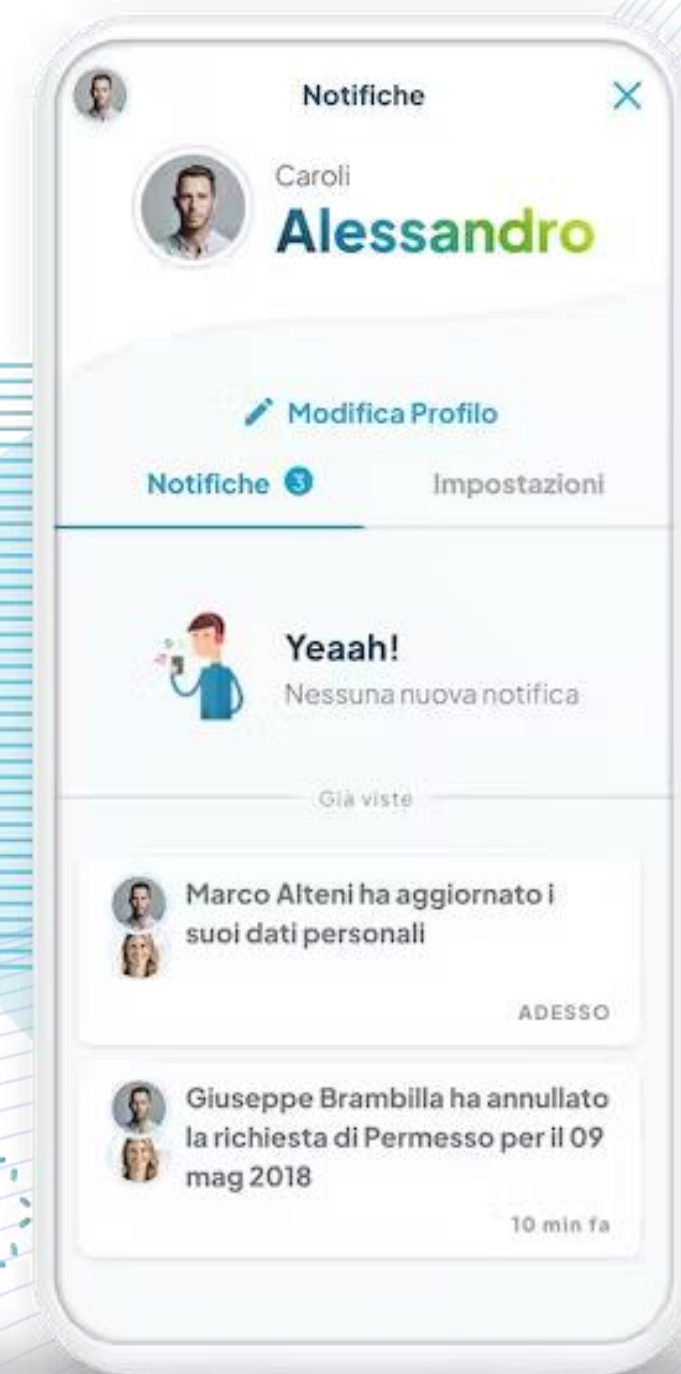 Notifiche
Caroli
Alessandro
Modifica Profilo
Notifiche 3
Impostazioni
Yeaah!
Nessuna nuova notifica
Già viste
Marco Alteni ha aggiornato i
suoi dati personali
ADESSO
Giuseppe Brambilla ha annullato
la richiesta di Permesso per il 09
mag 2018
10 min fa